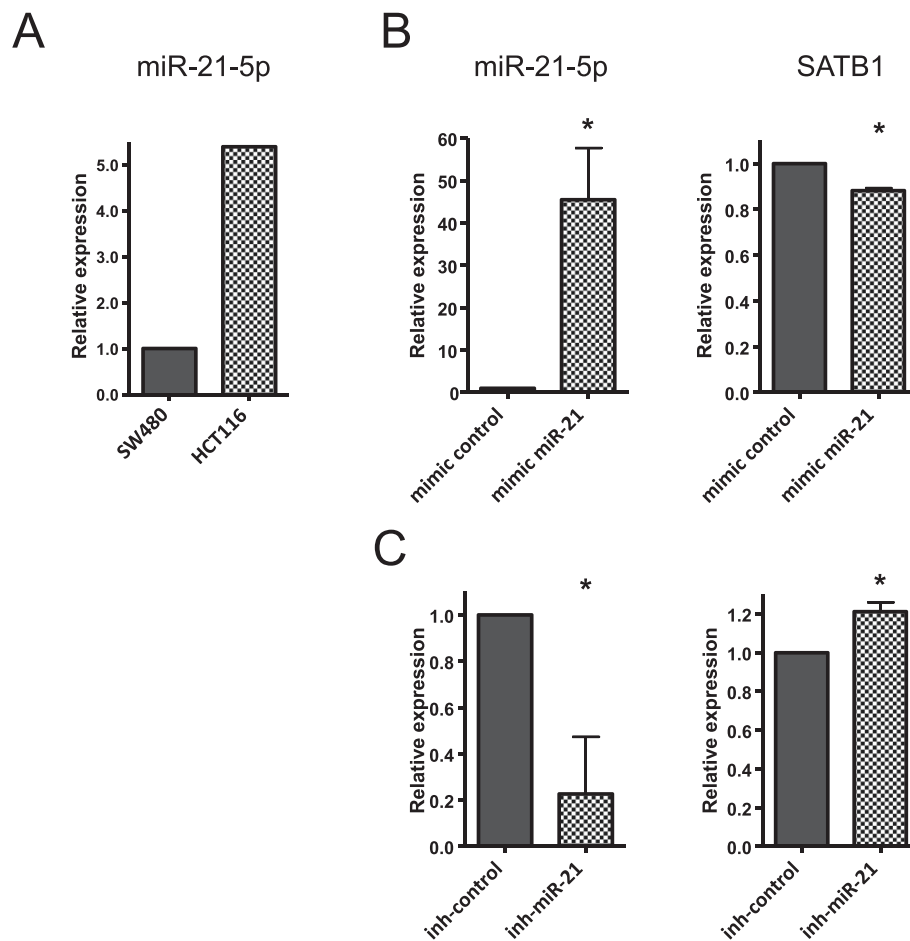 A
miR-21-5p
Relative expression
5.0
4.0
3.0
2.0
1.0
0.0
SW480
HCT116
B
miR-21-5p
*
Relative expression
60
50
40
30
20
10
0
mimic control
mimic miR-21
SATB1
*
Relative expression
1.0
0.8
0.6
0.4
0.2
0.0
mimic control
mimic miR-21
C
*
Relative expression
1.0
0.8
0.6
0.4
0.2
0.0
inh-control
inh-miR-21
*
Relative expression
1.2
1.0
0.8
0.6
0.4
0.2
0.0
inh-control
inh-miR-21